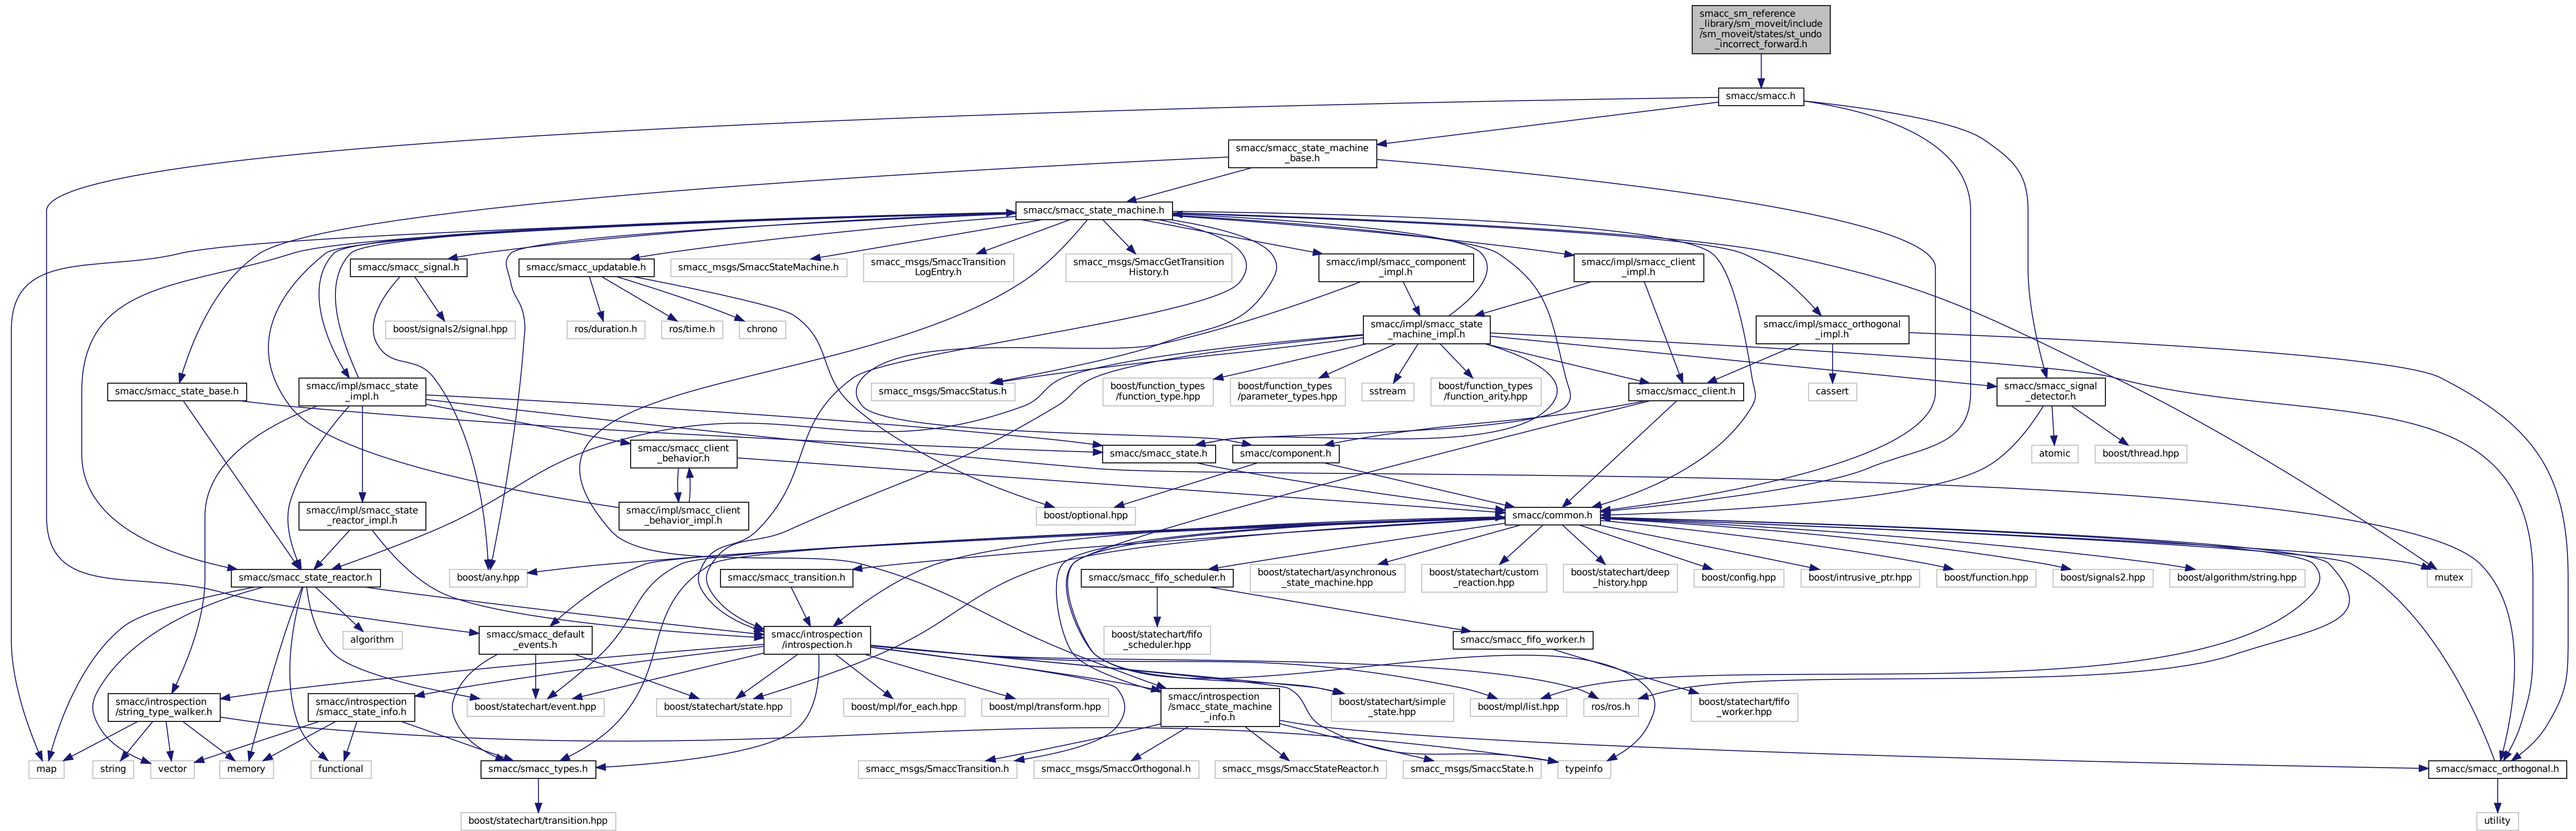 smacc_sm_reference
_library/sm_moveit/include
/sm_moveit/states/st_undo
_incorrect_forward.h
smacc/smacc.h
smacc/smacc_state_machine
_base.h
smacc/smacc_state_machine.h
smacc/smacc_signal.h
smacc/smacc_updatable.h
smacc_msgs/SmaccStateMachine.h
smacc_msgs/SmaccTransition
LogEntry.h
smacc_msgs/SmaccGetTransition
History.h
smacc/impl/smacc_component
_impl.h
smacc/impl/smacc_client
_impl.h
boost/signals2/signal.hpp
ros/duration.h
ros/time.h
chrono
smacc/impl/smacc_state
_machine_impl.h
smacc/impl/smacc_orthogonal
_impl.h
smacc/smacc_state_base.h
smacc/impl/smacc_state
_impl.h
smacc_msgs/SmaccStatus.h
boost/function_types
/function_type.hpp
boost/function_types
/parameter_types.hpp
sstream
boost/function_types
/function_arity.hpp
smacc/smacc_client.h
cassert
smacc/smacc_signal
_detector.h
smacc/smacc_client
_behavior.h
smacc/smacc_state.h
smacc/component.h
atomic
boost/thread.hpp
smacc/impl/smacc_state
_reactor_impl.h
smacc/impl/smacc_client
_behavior_impl.h
boost/optional.hpp
smacc/common.h
smacc/smacc_state_reactor.h
boost/any.hpp
smacc/smacc_transition.h
smacc/smacc_fifo_scheduler.h
boost/statechart/asynchronous
_state_machine.hpp
boost/statechart/custom
_reaction.hpp
boost/statechart/deep
_history.hpp
boost/config.hpp
boost/intrusive_ptr.hpp
boost/function.hpp
boost/signals2.hpp
boost/algorithm/string.hpp
mutex
algorithm
smacc/smacc_default
_events.h
smacc/introspection
/introspection.h
boost/statechart/fifo
_scheduler.hpp
smacc/smacc_fifo_worker.h
smacc/introspection
/string_type_walker.h
smacc/introspection
/smacc_state_info.h
boost/statechart/event.hpp
boost/statechart/state.hpp
boost/mpl/for_each.hpp
boost/mpl/transform.hpp
smacc/introspection
/smacc_state_machine
_info.h
boost/statechart/simple
_state.hpp
boost/mpl/list.hpp
ros/ros.h
boost/statechart/fifo
_worker.hpp
map
string
vector
memory
functional
smacc/smacc_types.h
smacc_msgs/SmaccTransition.h
smacc_msgs/SmaccOrthogonal.h
smacc_msgs/SmaccStateReactor.h
smacc_msgs/SmaccState.h
typeinfo
smacc/smacc_orthogonal.h
boost/statechart/transition.hpp
utility